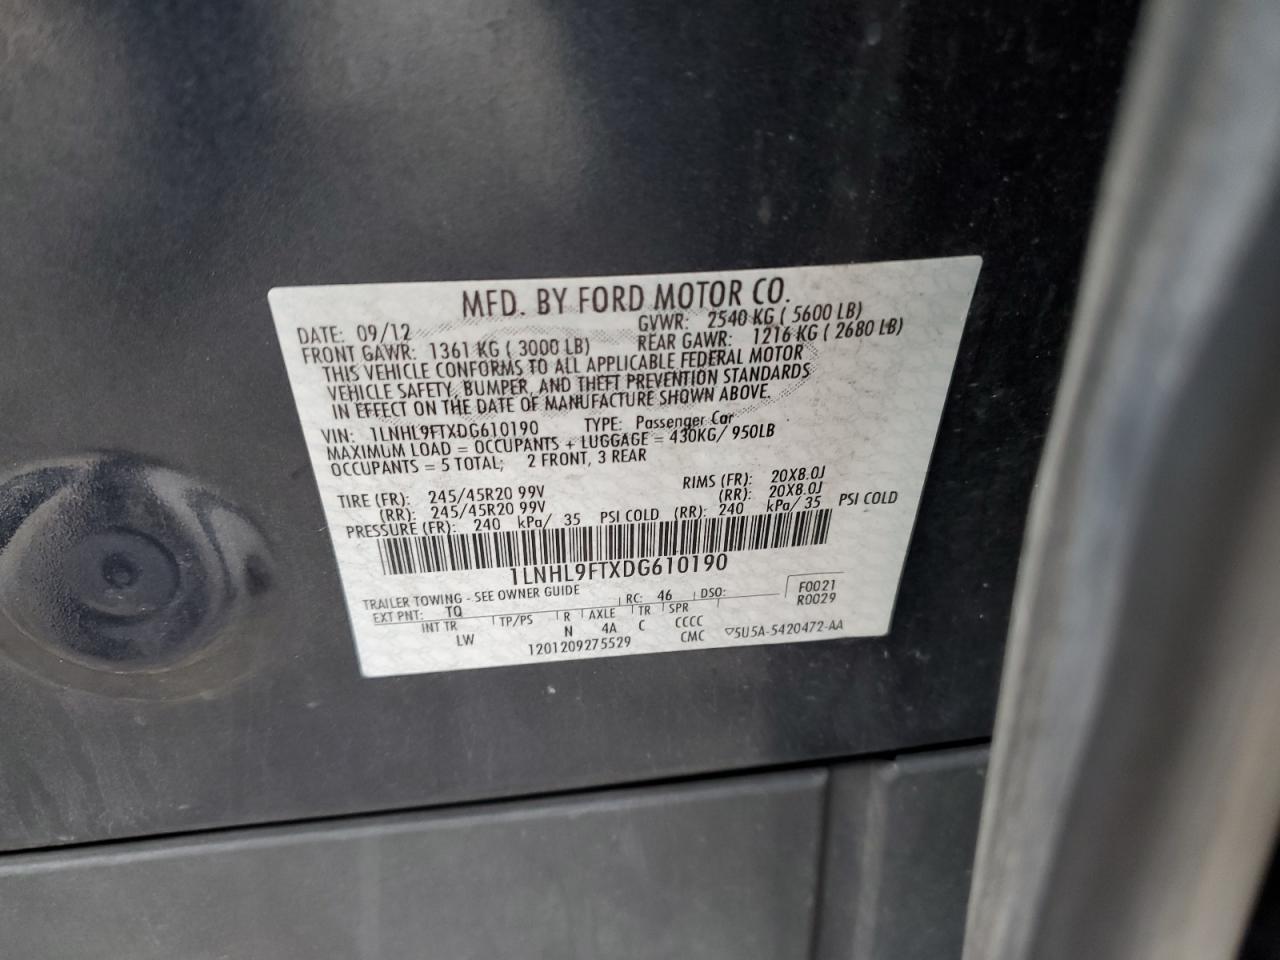 MFD. BY FORD MOTOR CO.
DATE: 09/12 GVWR: 2540 KG ( 5600 LB)
FRONT GAWR: 1361 KG ( 3000 LB) REAR GAWR: 1216 KG ( 2680 LB)
THIS VEHICLE CONFORMS TO ALL APPLICABLE FEDERAL MOTOR
VEHICLE SAFETY, BUMPER, AND THEFT PREVENTION STANDARDS
IN EFFECT ON THE DATE OF MANUFACTURE SHOWN ABOVE.
VIN: 1LNHL9FTXDG610190 TYPE: Passenger Car
MAXIMUM LOAD = OCCUPANTS + LUGGAGE = 430KG/ 950LB
OCCUPANTS = 5 TOTAL; 2 FRONT, 3 REAR
TIRE (FR): 245/45R20 99V RIMS (FR): 20X8.0J
(RR): 245/45R20 99V (RR): 20X8.0J
PRESSURE (FR): 240 kPa/ 35 PSI COLD (RR): 240 kPa/ 35 PSI COLD
1LNHL9FTXDG610190
TRAILER TOWING - SEE OWNER GUIDE
EXT PNT: TQ RC: 46 DSO: F0021
R0029
INT TR TP/PS R AXLE TR SPR
LW N 4A C CCCC
1201209275529 CMC ▽5U5A-5420472-AA